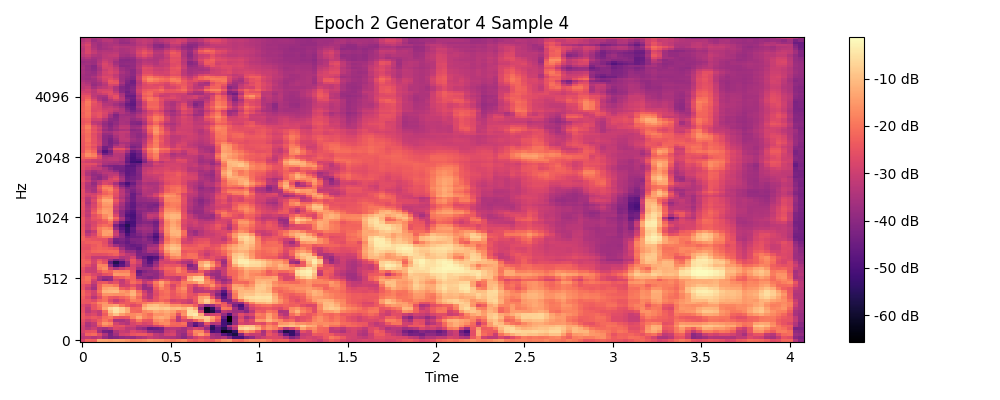 Epoch 2 Generator 4 Sample 4
4096
2048
1024
512
0
Hz
0
0.5
1
1.5
2
2.5
3
3.5
4
Time
-10 dB
-20 dB
-30 dB
-40 dB
-50 dB
-60 dB